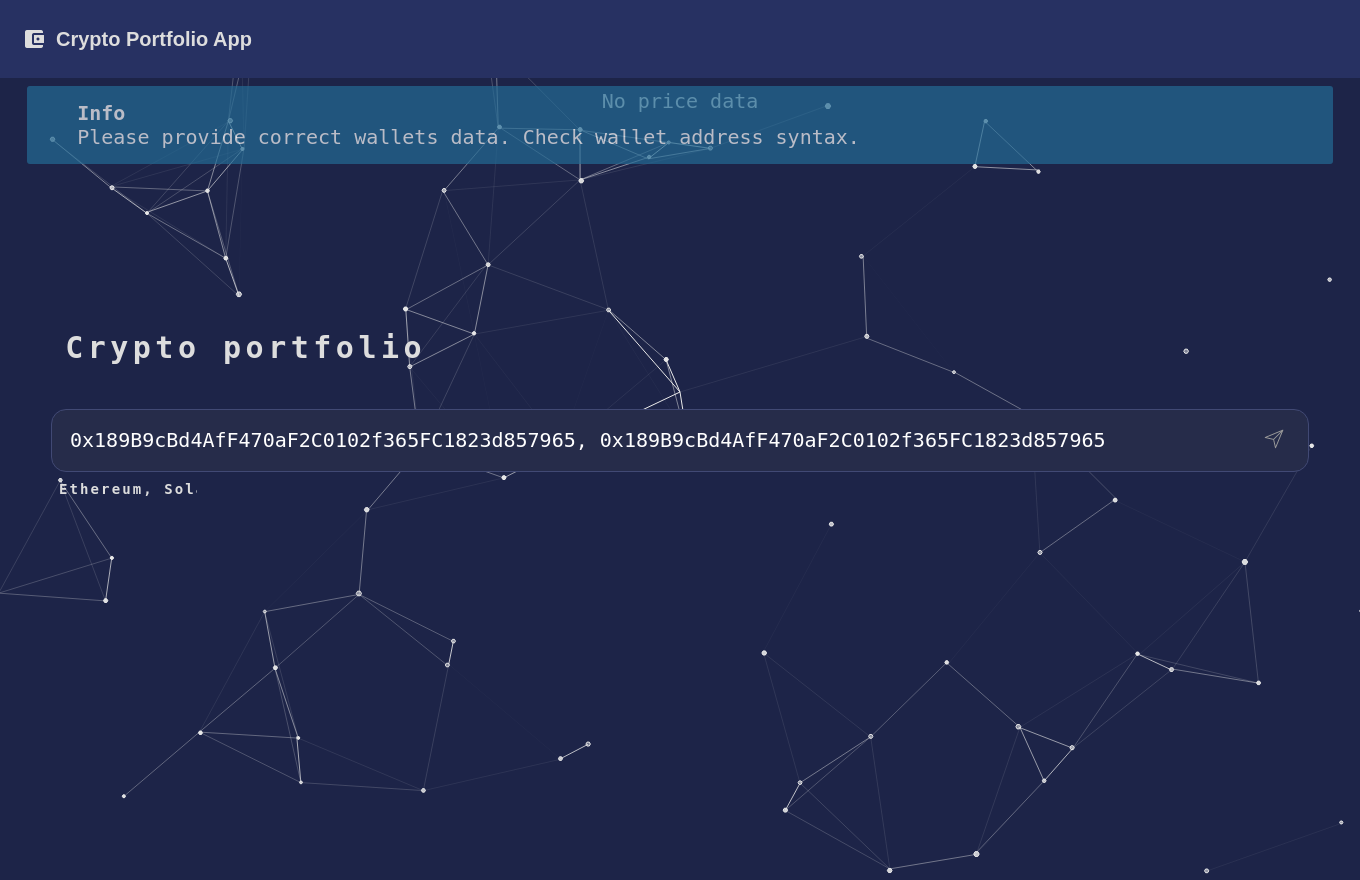 Crypto Portfolio App
No price data
Info
Please provide correct wallets data. Check wallet address syntax.
Crypto portfolio
0x189B9cBd4AfF470aF2C0102f365FC1823d857965, 0x189B9cBd4AfF470aF2C0102f365FC1823d857965
Ethereum, Sol